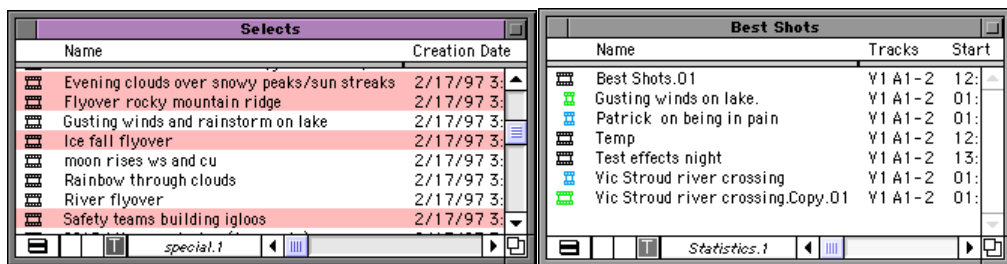 Selects
Name Creation Date
Evening clouds over snowy peaks/sun streaks 2/17/97 3:
Flyover rocky mountain ridge 2/17/97 3:
Gusting winds and rainstorm on lake 2/17/97 3:
Ice fall flyover 2/17/97 3:
moon rises ws and cu 2/17/97 3:
Rainbow through clouds 2/17/97 3:
River flyover 2/17/97 3:
Safety teams building igloos 2/17/97 3:
T special.1
Best Shots
Name Tracks Start
Best Shots.01 V1 A1-2 12:
Gusting winds on lake. V1 A1-2 01:
Patrick on being in pain V1 A1-2 01:
Temp V1 A1-2 12:
Test effects night V1 A1-2 13:
Vic Stroud river crossing V1 A1-2 01:
Vic Stroud river crossing.Copy.01 V1 A1-2 01:
T Statistics.1